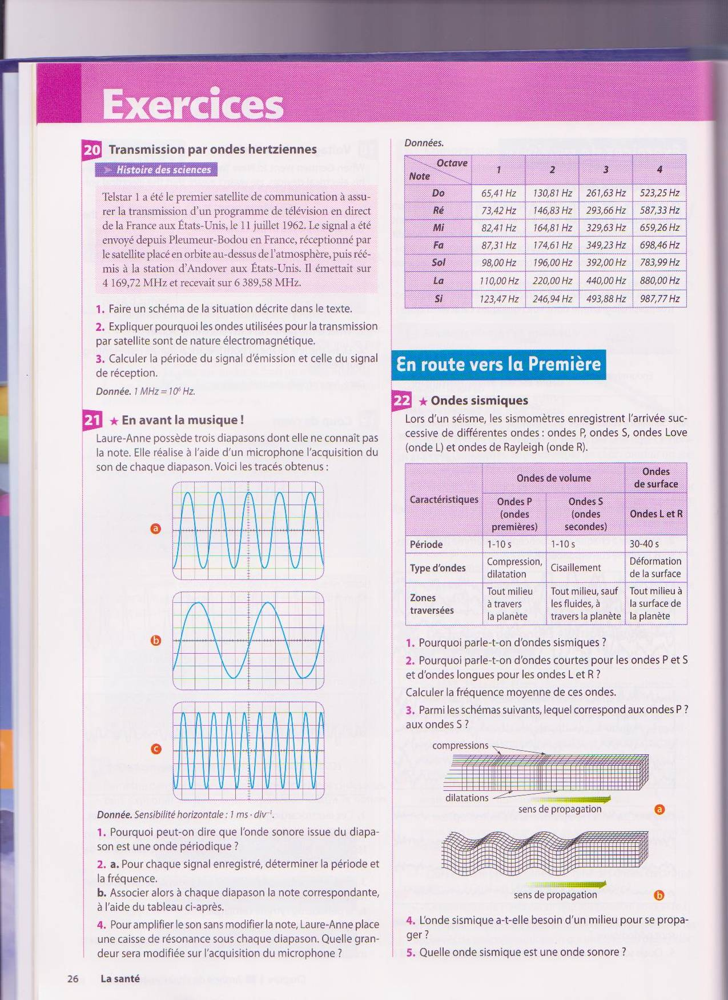 Exercices
20 Transmission par ondes hertziennes
Histoire des sciences
Telstar 1 a été le premier satellite de communication à assu-
rer la transmission d'un programme de télévision en direct
de la France aux États-Unis, le 11 juillet 1962. Le signal a été
envoyé depuis Pleumeur-Bodou en France, réceptionné par
le satellite placé en orbite au-dessus de l'atmosphère, puis réé-
mis à la station d'Andover aux États-Unis. Il émettait sur
4 169,72 MHz et recevait sur 6 389,58 MHz.
1. Faire un schéma de la situation décrite dans le texte.
2. Expliquer pourquoi les ondes utilisées pour la transmission
par satellite sont de nature électromagnétique.
3. Calculer la période du signal d'émission et celle du signal
de réception.
Donnée. 1 MHz = 10⁶ Hz.
21 ★ En avant la musique !
Laure-Anne possède trois diapasons dont elle ne connaît pas
la note. Elle réalise à l'aide d'un microphone l'acquisition du
son de chaque diapason. Voici les tracés obtenus :
a
b
c
Donnée. Sensibilité horizontale : 1 ms · div⁻¹.
1. Pourquoi peut-on dire que l'onde sonore issue du diapa-
son est une onde périodique ?
2. a. Pour chaque signal enregistré, déterminer la période et
la fréquence.
b. Associer alors à chaque diapason la note correspondante,
à l'aide du tableau ci-après.
4. Pour amplifier le son sans modifier la note, Laure-Anne place
une caisse de résonance sous chaque diapason. Quelle gran-
deur sera modifiée sur l'acquisition du microphone ?
Données.
Octave
Note 1 2 3 4
Do 65,41 Hz 130,81 Hz 261,63 Hz 523,25 Hz
Ré 73,42 Hz 146,83 Hz 293,66 Hz 587,33 Hz
Mi 82,41 Hz 164,81 Hz 329,63 Hz 659,26 Hz
Fa 87,31 Hz 174,61 Hz 349,23 Hz 698,46 Hz
Sol 98,00 Hz 196,00 Hz 392,00 Hz 783,99 Hz
La 110,00 Hz 220,00 Hz 440,00 Hz 880,00 Hz
Si 123,47 Hz 246,94 Hz 493,88 Hz 987,77 Hz
En route vers la Première
22 ★ Ondes sismiques
Lors d'un séisme, les sismomètres enregistrent l'arrivée suc-
cessive de différentes ondes : ondes P, ondes S, ondes Love
(onde L) et ondes de Rayleigh (onde R).
Caractéristiques
Ondes de volume
Ondes
de surface
Ondes P
(ondes
premières)
Ondes S
(ondes
secondes)
Ondes L et R
Période 1-10 s 1-10 s 30-40 s
Type d'ondes
Compression,
dilatation
Cisaillement
Déformation
de la surface
Zones
traversées
Tout milieu
à travers
la planète
Tout milieu, sauf
les fluides, à
travers la planète
Tout milieu à
la surface de
la planète
1. Pourquoi parle-t-on d'ondes sismiques ?
2. Pourquoi parle-t-on d'ondes courtes pour les ondes P et S
et d'ondes longues pour les ondes L et R ?
Calculer la fréquence moyenne de ces ondes.
3. Parmi les schémas suivants, lequel correspond aux ondes P ?
aux ondes S ?
compressions
dilatations
sens de propagation
a
sens de propagation
b
4. L'onde sismique a-t-elle besoin d'un milieu pour se propa-
ger ?
5. Quelle onde sismique est une onde sonore ?
26 La santé